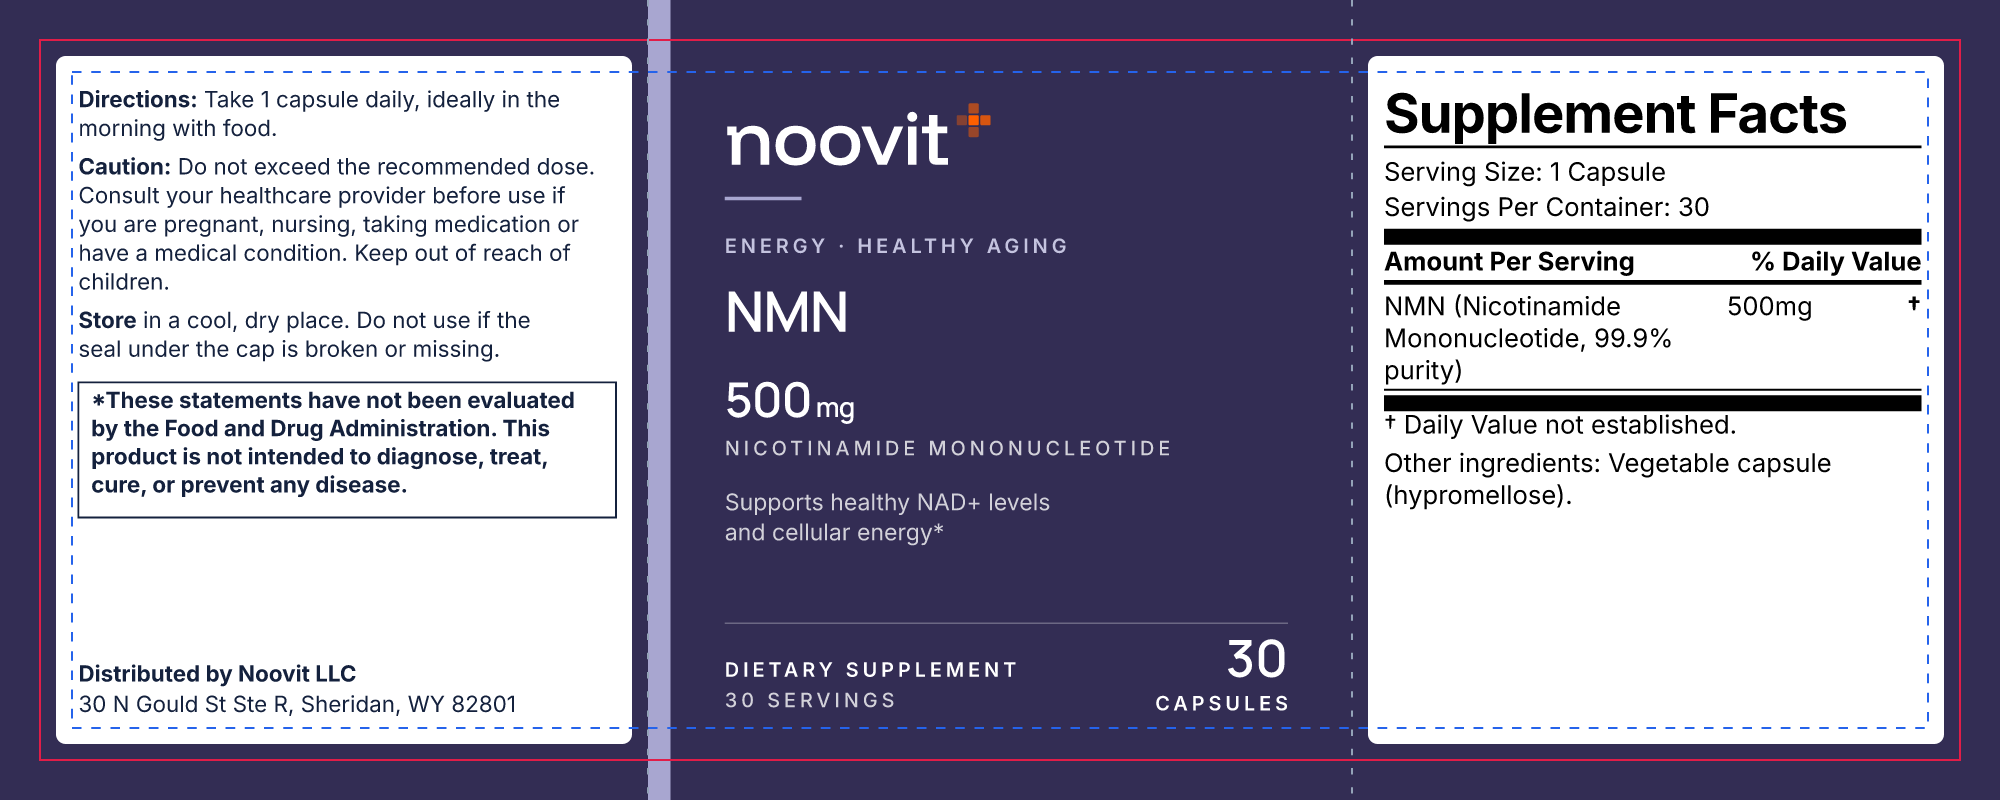 Directions: Take 1 capsule daily, ideally in the
morning with food.
Caution: Do not exceed the recommended dose.
Consult your healthcare provider before use if
you are pregnant, nursing, taking medication or
have a medical condition. Keep out of reach of
children.
Store in a cool, dry place. Do not use if the
seal under the cap is broken or missing.
*These statements have not been evaluated
by the Food and Drug Administration. This
product is not intended to diagnose, treat,
cure, or prevent any disease.
Distributed by Noovit LLC
30 N Gould St Ste R, Sheridan, WY 82801
noovit
ENERGY · HEALTHY AGING
NMN
500 mg
NICOTINAMIDE MONONUCLEOTIDE
Supports healthy NAD+ levels
and cellular energy*
DIETARY SUPPLEMENT
30 SERVINGS
30
CAPSULES
Supplement Facts
Serving Size: 1 Capsule
Servings Per Container: 30
Amount Per Serving % Daily Value
NMN (Nicotinamide 500mg †
Mononucleotide, 99.9%
purity)
† Daily Value not established.
Other ingredients: Vegetable capsule
(hypromellose).